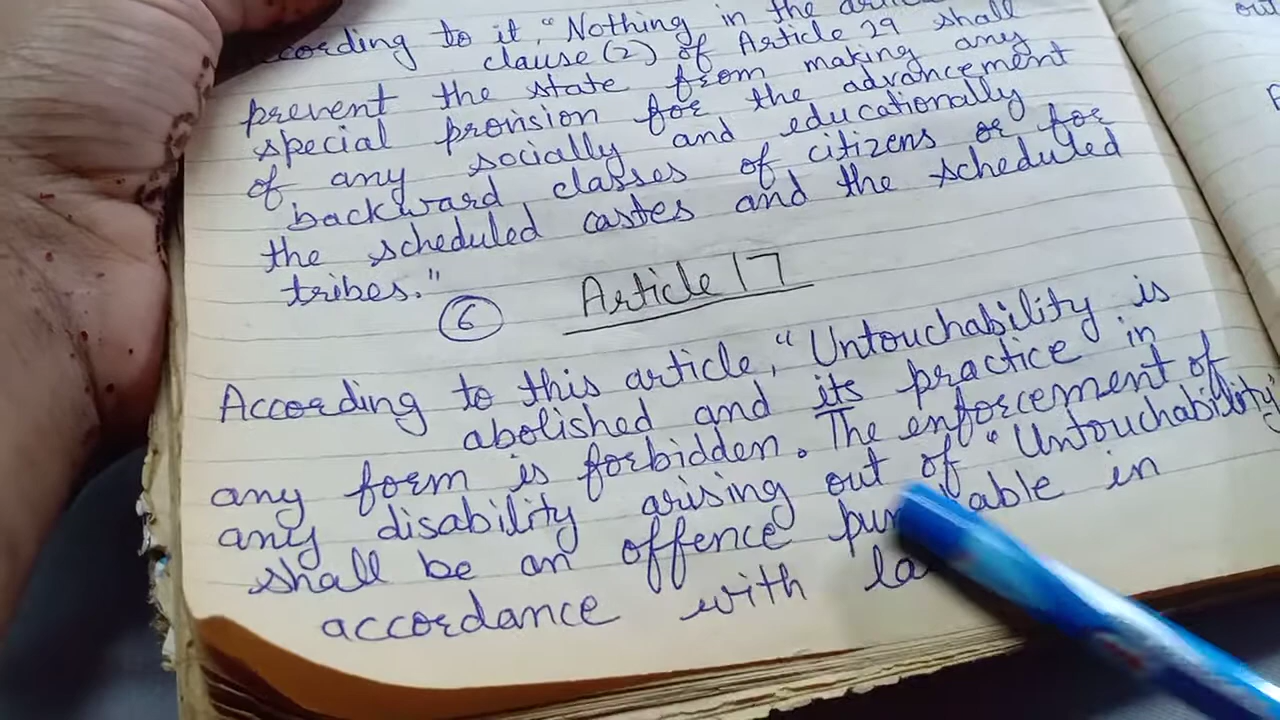 According to it, "Nothing in the
clause (2) of Article 29 shall
prevent the state from making any
special provision for the advancement
of any socially and educationally
backward classes of citizens or for
the scheduled castes and the scheduled
tribes."
6 Article 17
According to this article, "Untouchability is
abolished and its practice in
any form is forbidden. The enforcement of
any disability arising out of "Untouchability"
shall be an offence in
accordance with
out